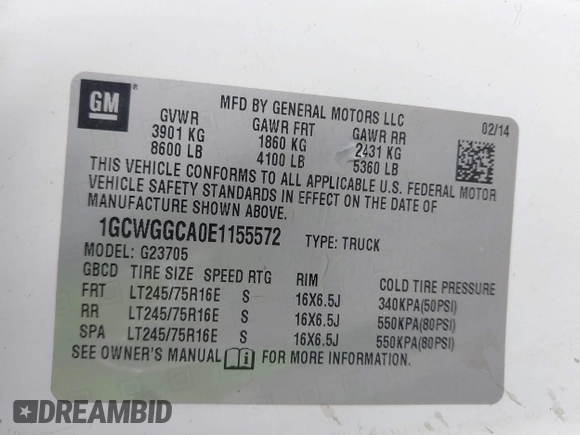 GM ®
MFD BY GENERAL MOTORS LLC
GVWR GAWR FRT GAWR RR 02/14
3901 KG 1860 KG 2431 KG
8600 LB 4100 LB 5360 LB
THIS VEHICLE CONFORMS TO ALL APPLICABLE U.S. FEDERAL MOTOR
VEHICLE SAFETY STANDARDS IN EFFECT ON THE DATE OF
MANUFACTURE SHOWN ABOVE.
1GCWGGCA0E1155572 TYPE: TRUCK
MODEL: G23705
GBCD TIRE SIZE SPEED RTG RIM COLD TIRE PRESSURE
FRT LT245/75R16E S 16X6.5J 340KPA(50PSI)
RR LT245/75R16E S 16X6.5J 550KPA(80PSI)
SPA LT245/75R16E S 16X6.5J 550KPA(80PSI)
SEE OWNER'S MANUAL FOR MORE INFORMATION.
DREAMBID